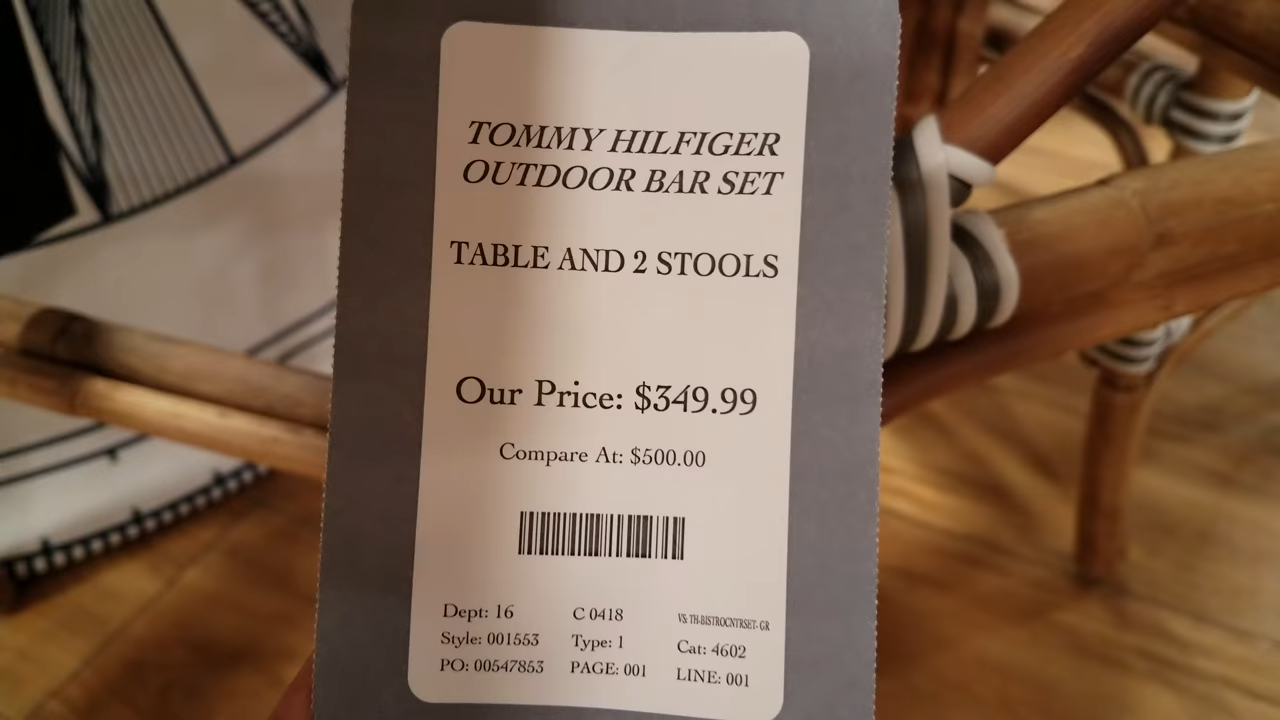 TOMMY HILFIGER
OUTDOOR BAR SET
TABLE AND 2 STOOLS
Our Price: $349.99
Compare At: $500.00
Dept: 16 C 0418 VS: TH-BISTROCNTRSET- GR
Style: 001553 Type: 1 Cat: 4602
PO: 00547853 PAGE: 001 LINE: 001